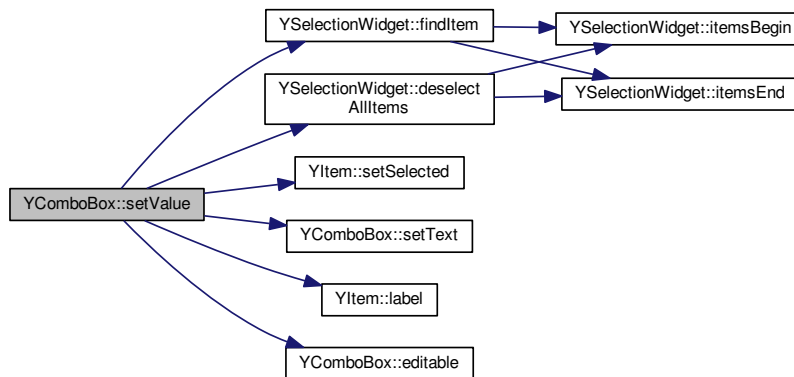 YSelectionWidget::findItem
YSelectionWidget::itemsBegin
YSelectionWidget::deselect
AllItems
YSelectionWidget::itemsEnd
YItem::setSelected
YComboBox::setValue
YComboBox::setText
YItem::label
YComboBox::editable